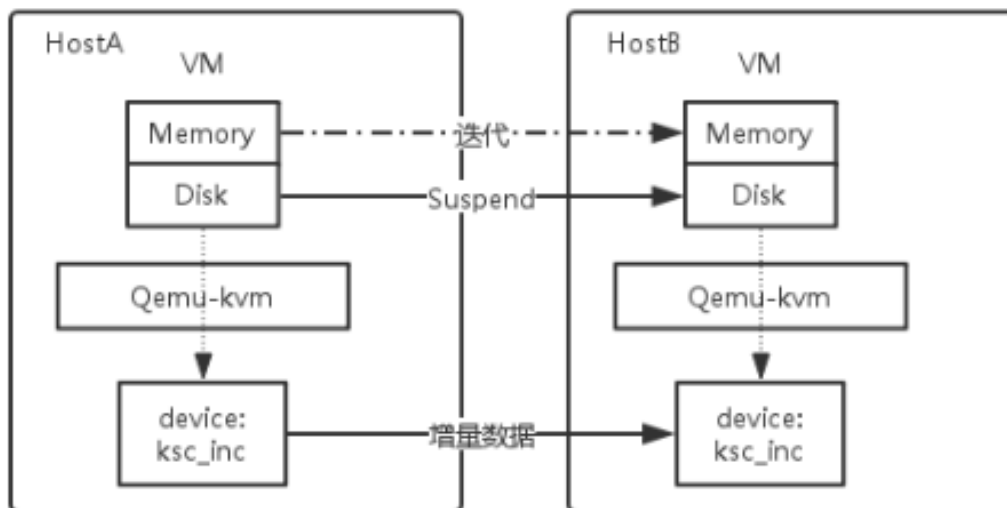 HostA
VM
Memory
Disk
Qemu-kvm
device:
ksc_inc
迭代
Suspend
增量数据
HostB
VM
Memory
Disk
Qemu-kvm
device:
ksc_inc